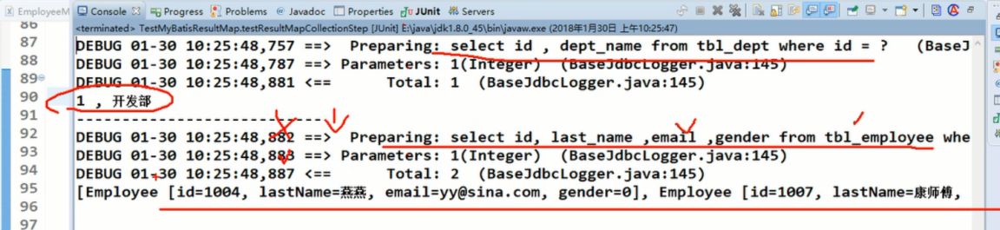 EmployeeM
Console Progress Problems @ Javadoc Properties JUnit Servers
<terminated> TestMyBatisResultMap.testResultMapCollectionStep [JUnit] E:\java\jdk1.8.0_45\bin\javaw.exe (2018年1月30日 上午10:25:47)
86
87
88
89
90
91
92
93
94
95
96
97
DEBUG 01-30 10:25:48,757 ==>  Preparing: select id , dept_name from tbl_dept where id = ?   (BaseJ
DEBUG 01-30 10:25:48,787 ==> Parameters: 1(Integer)  (BaseJdbcLogger.java:145)
DEBUG 01-30 10:25:48,881 <==      Total: 1  (BaseJdbcLogger.java:145)
1 , 开发部
----------------------------
DEBUG 01-30 10:25:48,882 ==>  Preparing: select id, last_name ,email ,gender from tbl_employee whe
DEBUG 01-30 10:25:48,883 ==> Parameters: 1(Integer)  (BaseJdbcLogger.java:145)
DEBUG 01-30 10:25:48,887 <==      Total: 2  (BaseJdbcLogger.java:145)
[Employee [id=1004, lastName=燕燕, email=yy@sina.com, gender=0], Employee [id=1007, lastName=康师傅,